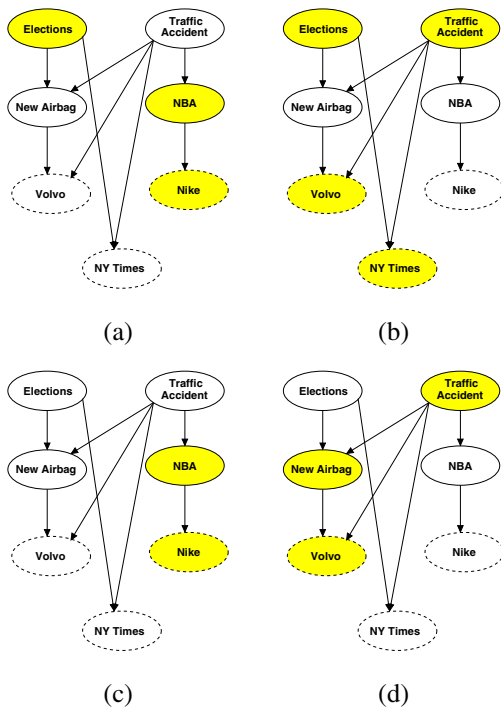 Elections
Traffic
Accident
New Airbag
NBA
Volvo
Nike
NY Times
(a)
Elections
Traffic
Accident
New Airbag
NBA
Volvo
Nike
NY Times
(b)
Elections
Traffic
Accident
New Airbag
NBA
Volvo
Nike
NY Times
(c)
Elections
Traffic
Accident
New Airbag
NBA
Volvo
Nike
NY Times
(d)